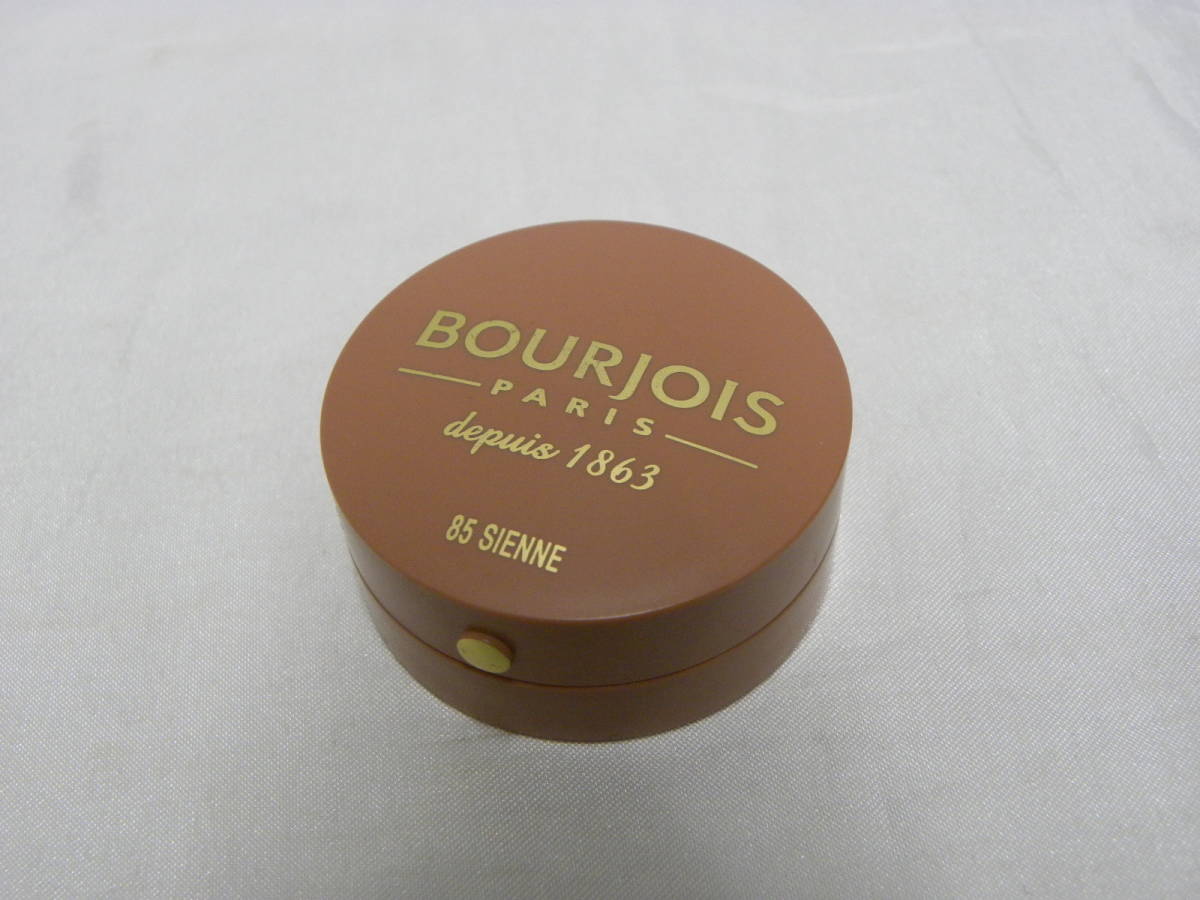 BOURJOIS
PARIS
depuis 1863
85 SIENNE